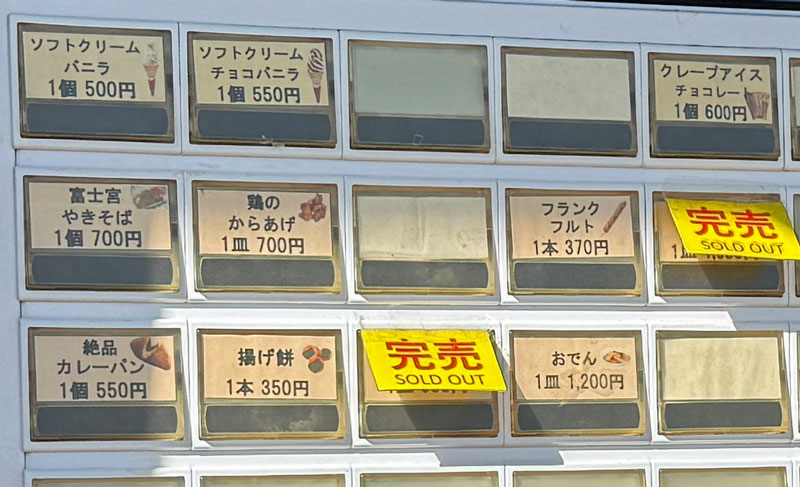 ソフトクリーム
バニラ
1個 500円
ソフトクリーム
チョコバニラ
1個 550円
クレープアイス
チョコレート
1個 600円
富士宮
やきそば
1個 700円
鶏の
からあげ
1皿 700円
フランク
フルト
1本 370円
完売
SOLD OUT
絶品
カレーパン
1個 550円
揚げ餅
1本 350円
完売
SOLD OUT
おでん
1皿 1,200円